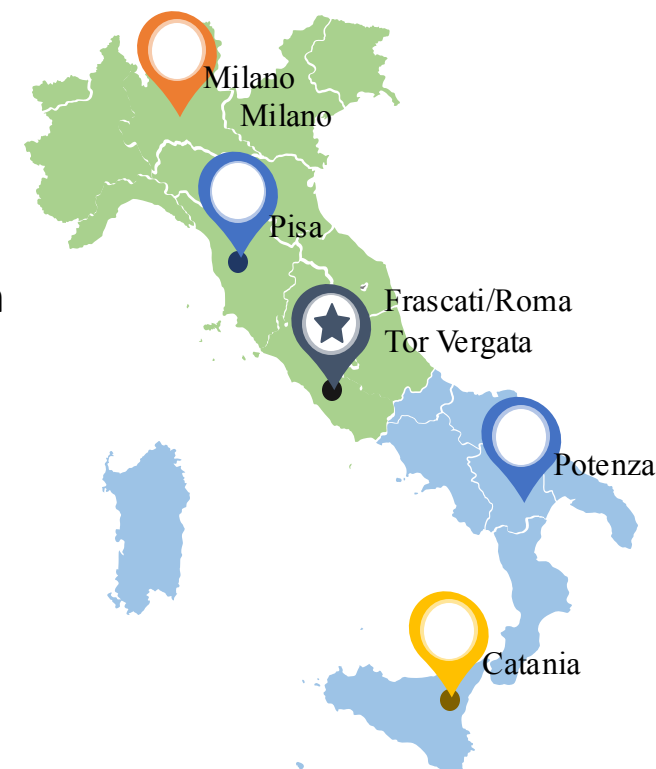 Milano
Milano
Pisa
Frascati/Roma
Tor Vergata
Potenza
Catania